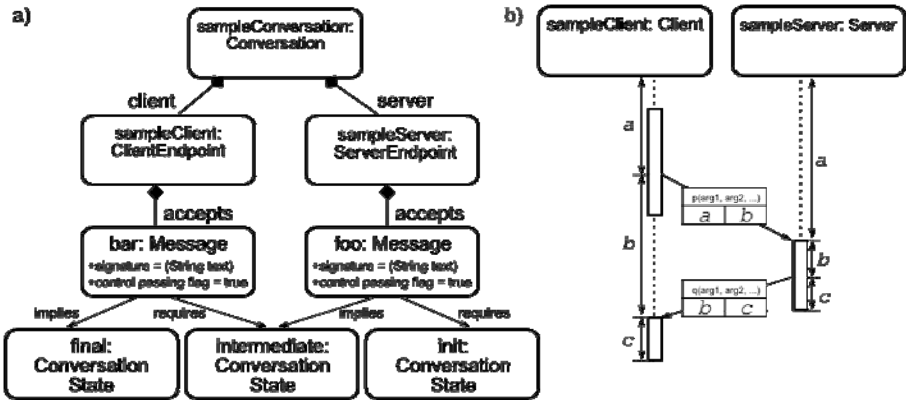 a)
sampleConversation:
Conversation
client
server
sampleClient:
ClientEndpoint
sampleServer:
ServerEndpoint
accepts
accepts
bar: Message
+signature = (String text)
+control passing flag = true
foo: Message
+signature = (String text)
+control passing flag = true
implies
requires
implies
requires
final:
Conversation
State
intermediate:
Conversation
State
init:
Conversation
State
b)
sampleClient: Client
sampleServer: Server
a
a
p(arg1, arg2, ...)
a b
b
b
q(arg1, arg2, ...)
b c
c
c